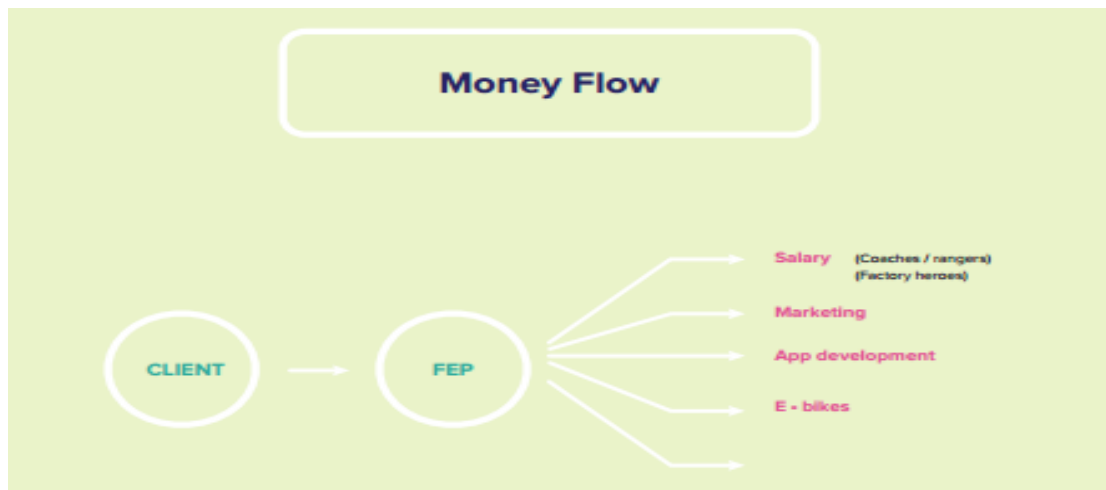 Money Flow
Salary (Coaches / rangers)
(Factory heroes)
Marketing
CLIENT
FEP
App development
E - bikes